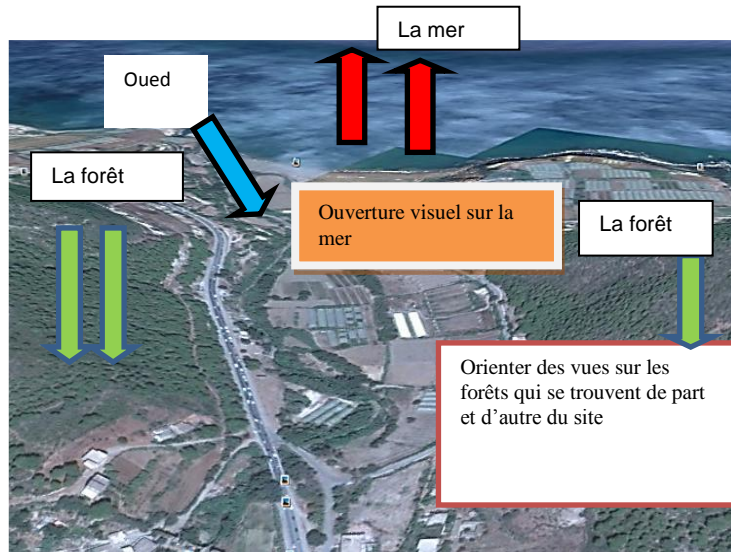 La mer
Oued
La forêt
Ouverture visuel sur la
mer
La forêt
Orienter des vues sur les
forêts qui se trouvent de part
et d'autre du site